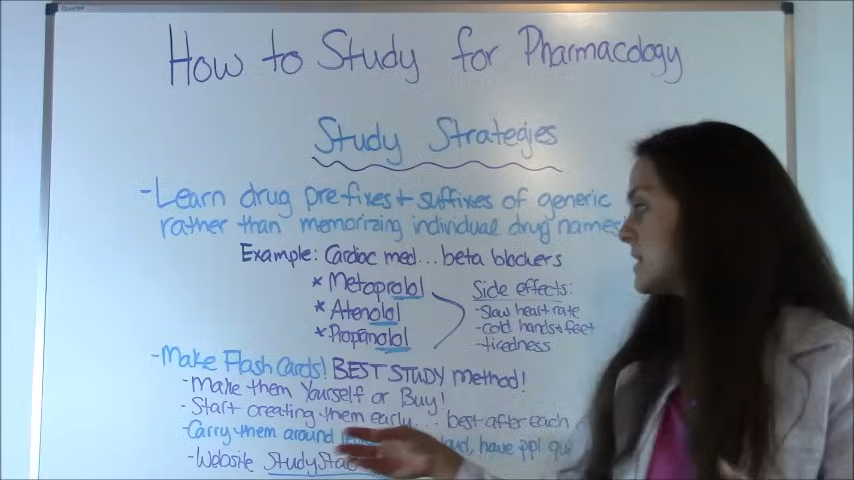 How to Study for Pharmacology
Study Strategies
- Learn drug prefixes + suffixes of generic
rather than memorizing individual drug names
Example: Cardiac med... beta blockers
* Metoprolol
* Atenolol
* Propanolol
Side effects:
- Slow heart rate
- cold hands + feet
- tiredness
- Make Flash Cards! BEST STUDY method!
- Make them Yourself or Buy!
- Start creating them early... best after each
- Carry them around have ppl
- Website